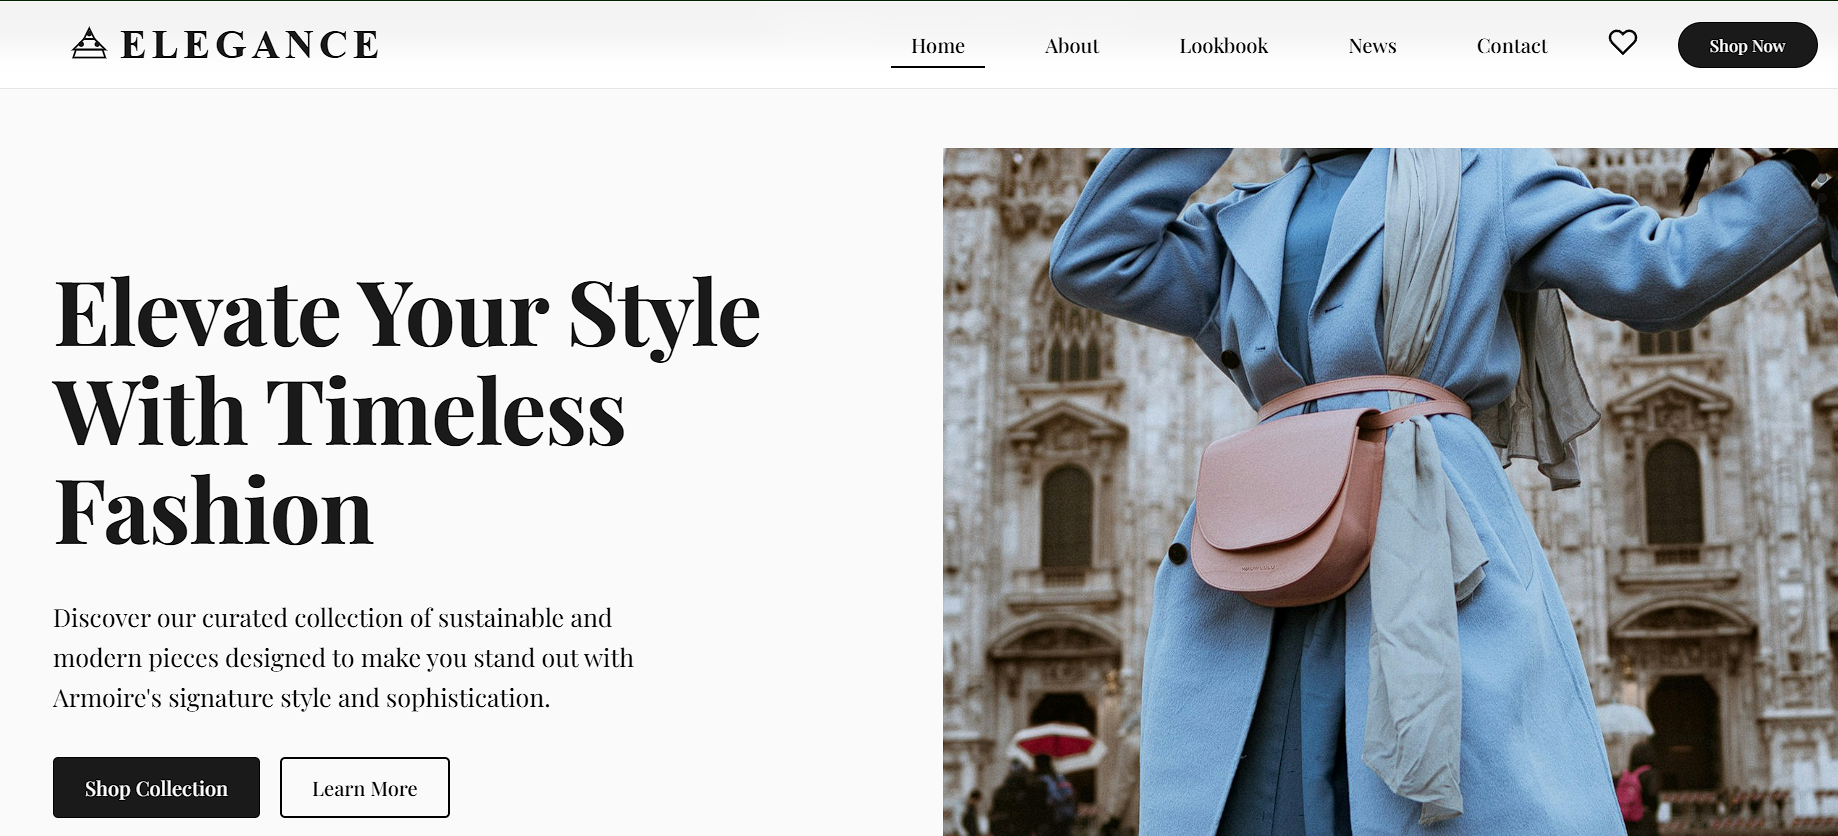 ELEGANCE
Home About Lookbook News Contact Shop Now
Elevate Your Style
With Timeless
Fashion
Discover our curated collection of sustainable and
modern pieces designed to make you stand out with
Armoire's signature style and sophistication.
Shop Collection Learn More